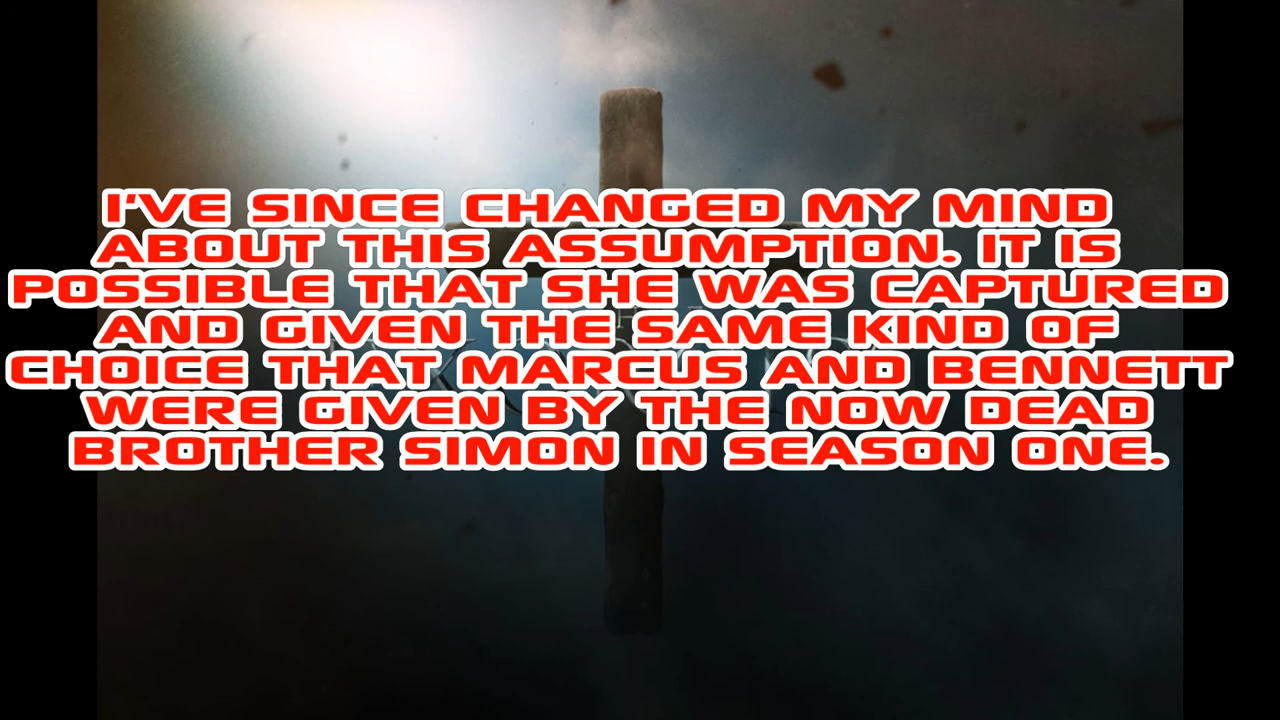 I'VE SINCE CHANGED MY MIND
ABOUT THIS ASSUMPTION. IT IS
POSSIBLE THAT SHE WAS CAPTURED
AND GIVEN THE SAME KIND OF
CHOICE THAT MARCUS AND BENNETT
WERE GIVEN BY THE NOW DEAD
BROTHER SIMON IN SEASON ONE.